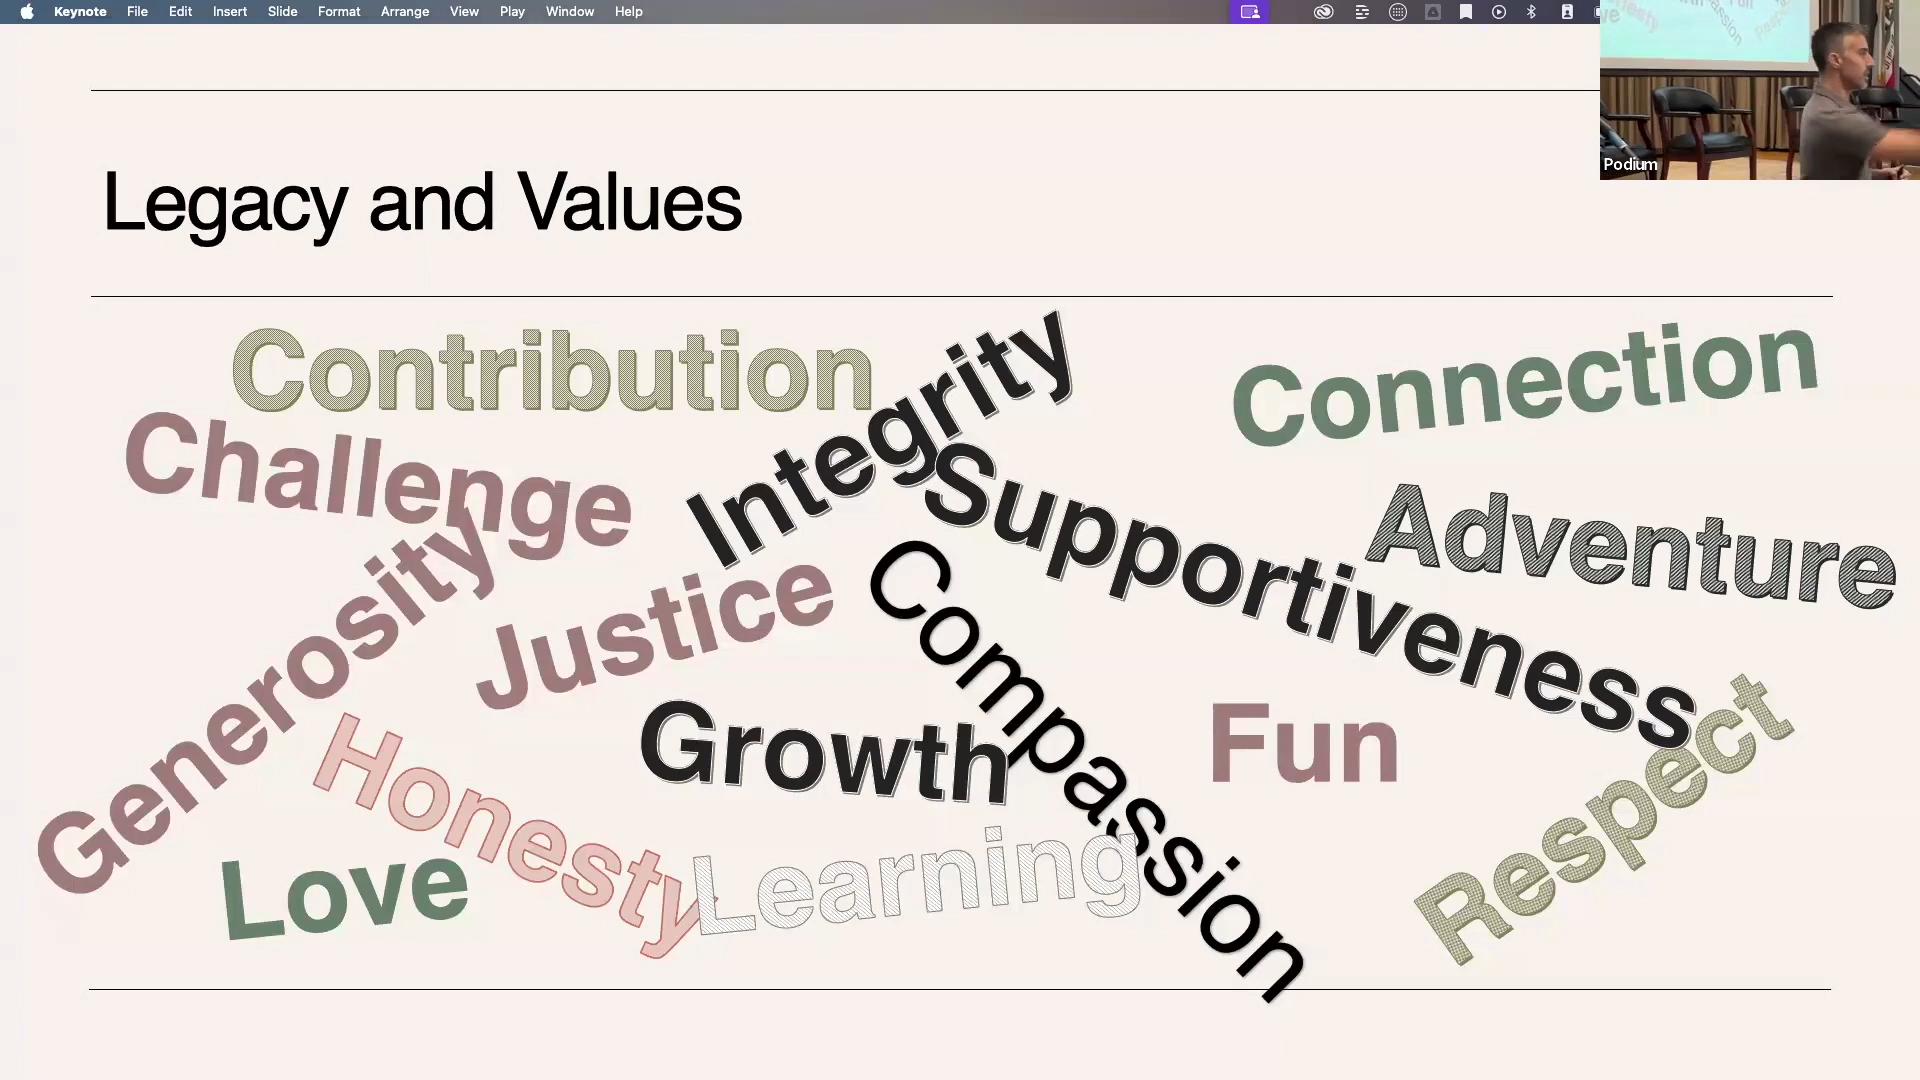 Keynote File Edit Insert Slide Format Arrange View Play Window Help
Podium
Legacy and Values
Contribution
Integrity
Connection
Challenge
Supportiveness
Adventure
Generosity
Justice
Compassion
Growth
Fun
Respect
Honesty
Love
Learning